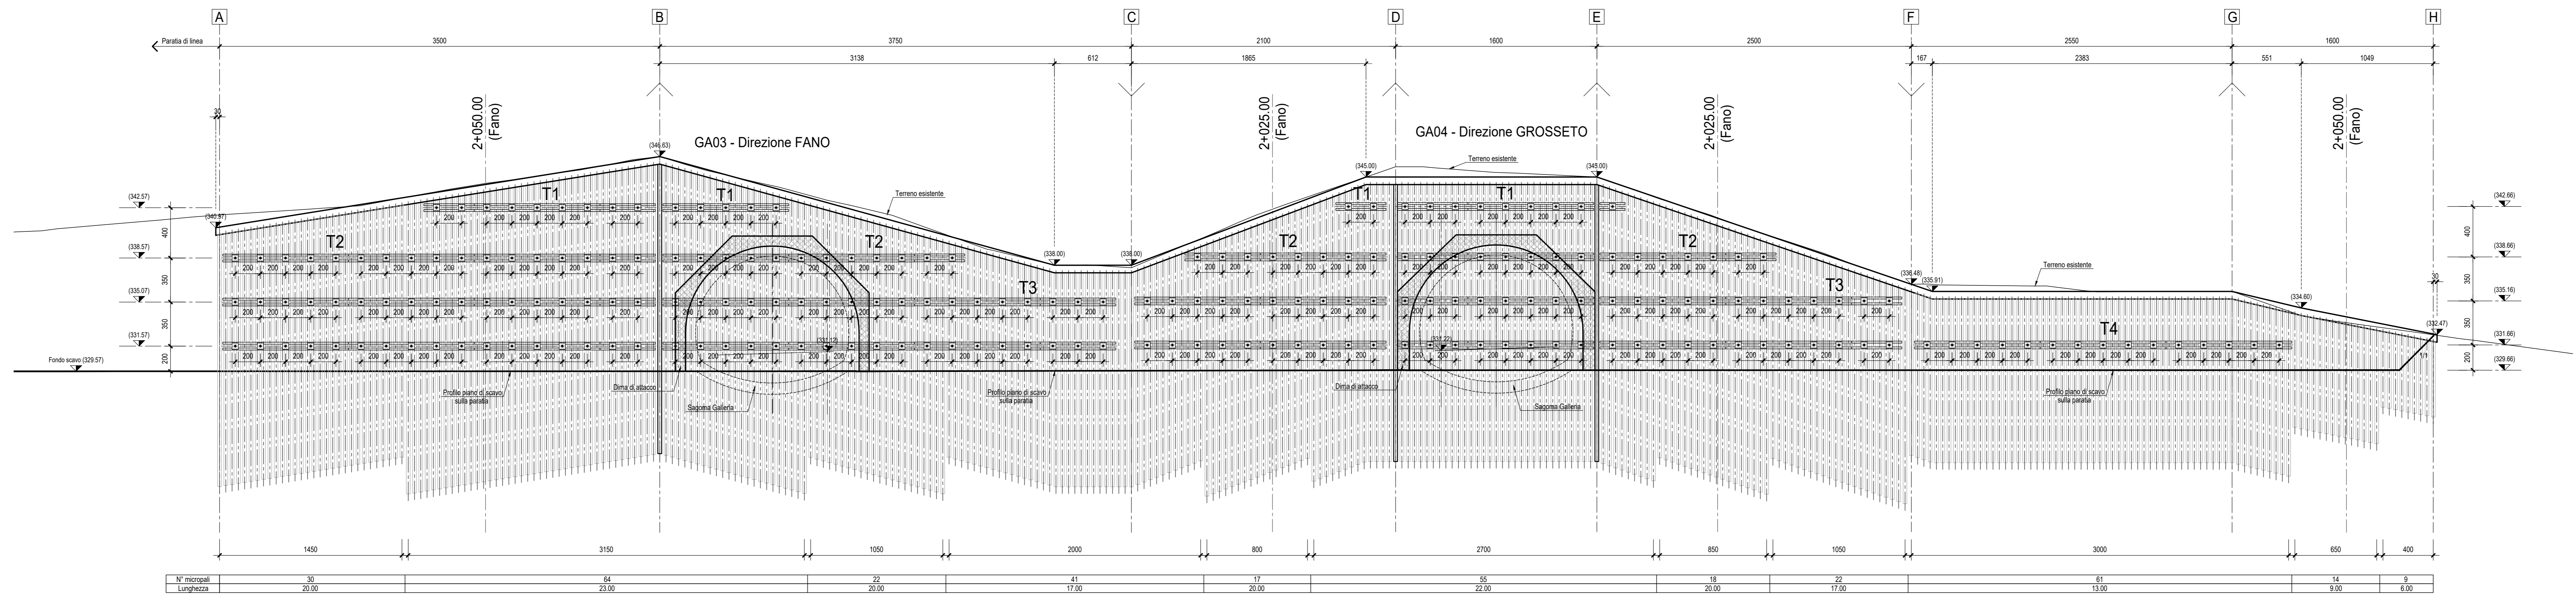 A
B
C
D
E
F
G
H
Paratia di linea
3500
3750
2100
1600
2500
2550
1600
3138
612
1865
167
2383
551
1049
30
2+050.00
(Fano)
GA03 - Direzione FANO
2+025.00
(Fano)
GA04 - Direzione GROSSETO
2+025.00
(Fano)
2+050.00
(Fano)
30
(346.63)
(345.00)
Terreno esistente
(345.00)
(342.57)
(340.97)
T1
T1
Terreno esistente
T1
T1
(342.66)
400
T2
T2
(338.00)
(338.00)
T2
T2
400
(338.57)
(338.66)
350
T3
T3
(336.48)
(335.91)
Terreno esistente
350
(335.07)
(334.60)
(335.16)
350
(332.47)
350
(331.57)
(331.12)
(331.22)
T4
(331.66)
200
1/1
200
Fondo scavo (329.57)
(329.66)
Profilo piano di scavo
sulla paratia
Dima di attacco
Sagoma Galleria
Profilo piano di scavo
sulla paratia
Dima di attacco
Sagoma Galleria
Profilo piano di scavo
sulla paratia
1450
3150
1050
2000
800
2700
850
1050
3000
650
400
N° micropali 30 64 22 41 17 55 18 22 61 14 9
Lunghezza 20.00 23.00 20.00 17.00 20.00 22.00 20.00 17.00 13.00 9.00 6.00